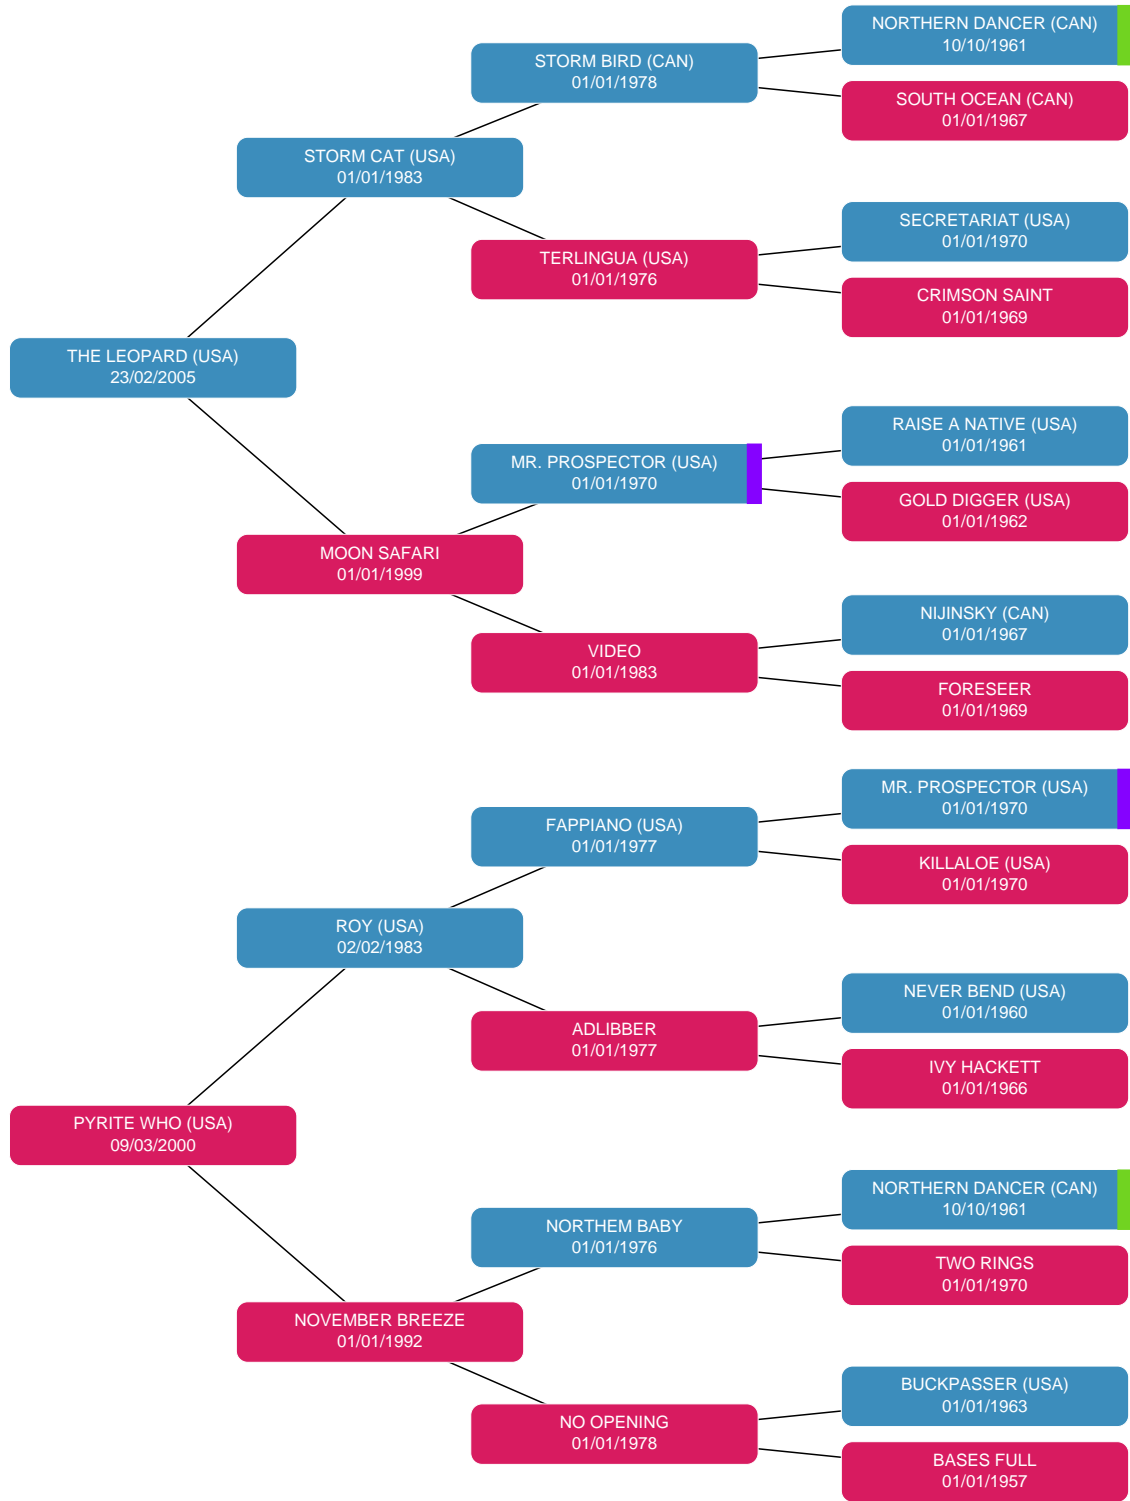 NORTHERN DANCER (CAN)
10/10/1961
STORM BIRD (CAN)
01/01/1978
SOUTH OCEAN (CAN)
01/01/1967
STORM CAT (USA)
01/01/1983
SECRETARIAT (USA)
01/01/1970
TERLINGUA (USA)
01/01/1976
CRIMSON SAINT
01/01/1969
THE LEOPARD (USA)
23/02/2005
RAISE A NATIVE (USA)
01/01/1961
MR. PROSPECTOR (USA)
01/01/1970
GOLD DIGGER (USA)
01/01/1962
MOON SAFARI
01/01/1999
NIJINSKY (CAN)
01/01/1967
VIDEO
01/01/1983
FORESEER
01/01/1969
MR. PROSPECTOR (USA)
01/01/1970
FAPPIANO (USA)
01/01/1977
KILLALOE (USA)
01/01/1970
ROY (USA)
02/02/1983
NEVER BEND (USA)
01/01/1960
ADLIBBER
01/01/1977
IVY HACKETT
01/01/1966
PYRITE WHO (USA)
09/03/2000
NORTHERN DANCER (CAN)
10/10/1961
NORTHEM BABY
01/01/1976
TWO RINGS
01/01/1970
NOVEMBER BREEZE
01/01/1992
BUCKPASSER (USA)
01/01/1963
NO OPENING
01/01/1978
BASES FULL
01/01/1957